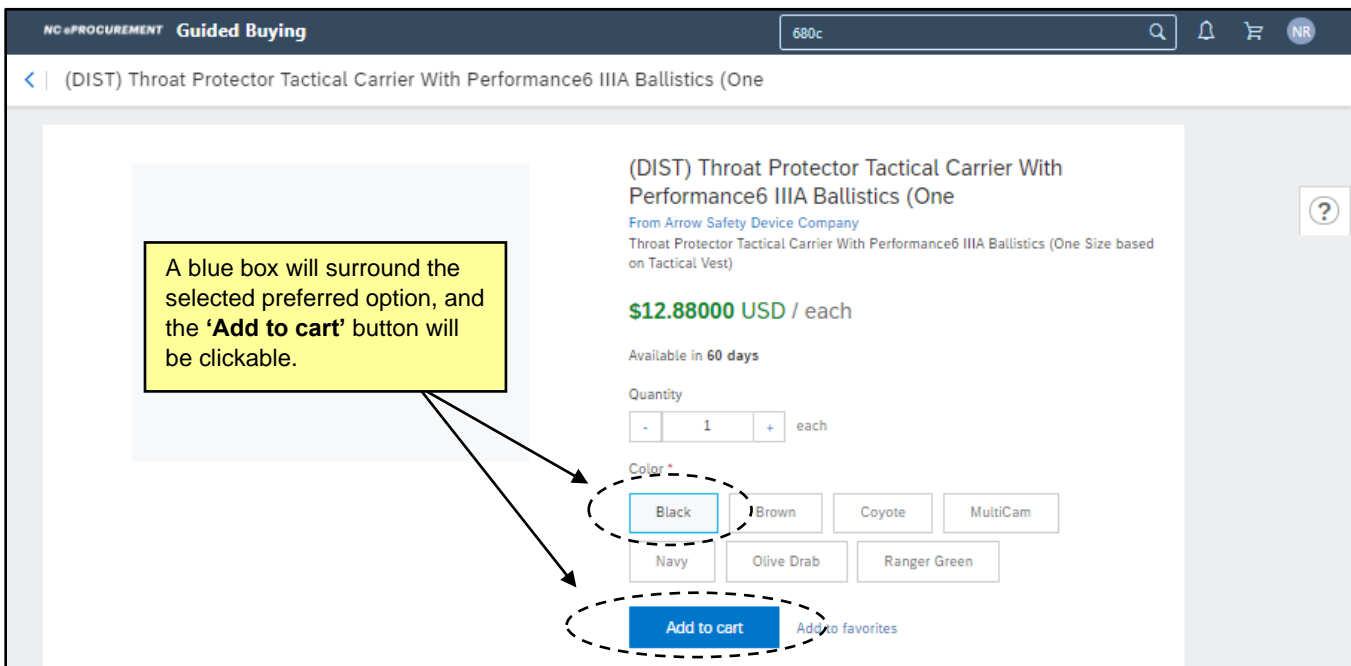 NC ePROCUREMENT Guided Buying
680c
NR
(DIST) Throat Protector Tactical Carrier With Performance6 IIIA Ballistics (One
(DIST) Throat Protector Tactical Carrier With
Performance6 IIIA Ballistics (One
From Arrow Safety Device Company
Throat Protector Tactical Carrier With Performance6 IIIA Ballistics (One Size based
on Tactical Vest)
?
A blue box will surround the
selected preferred option, and
the ‘Add to cart’ button will
be clickable.
$12.88000 USD / each
Available in 60 days
Quantity
- 1 + each
Color *
Black Brown Coyote MultiCam
Navy Olive Drab Ranger Green
Add to cart Add to favorites